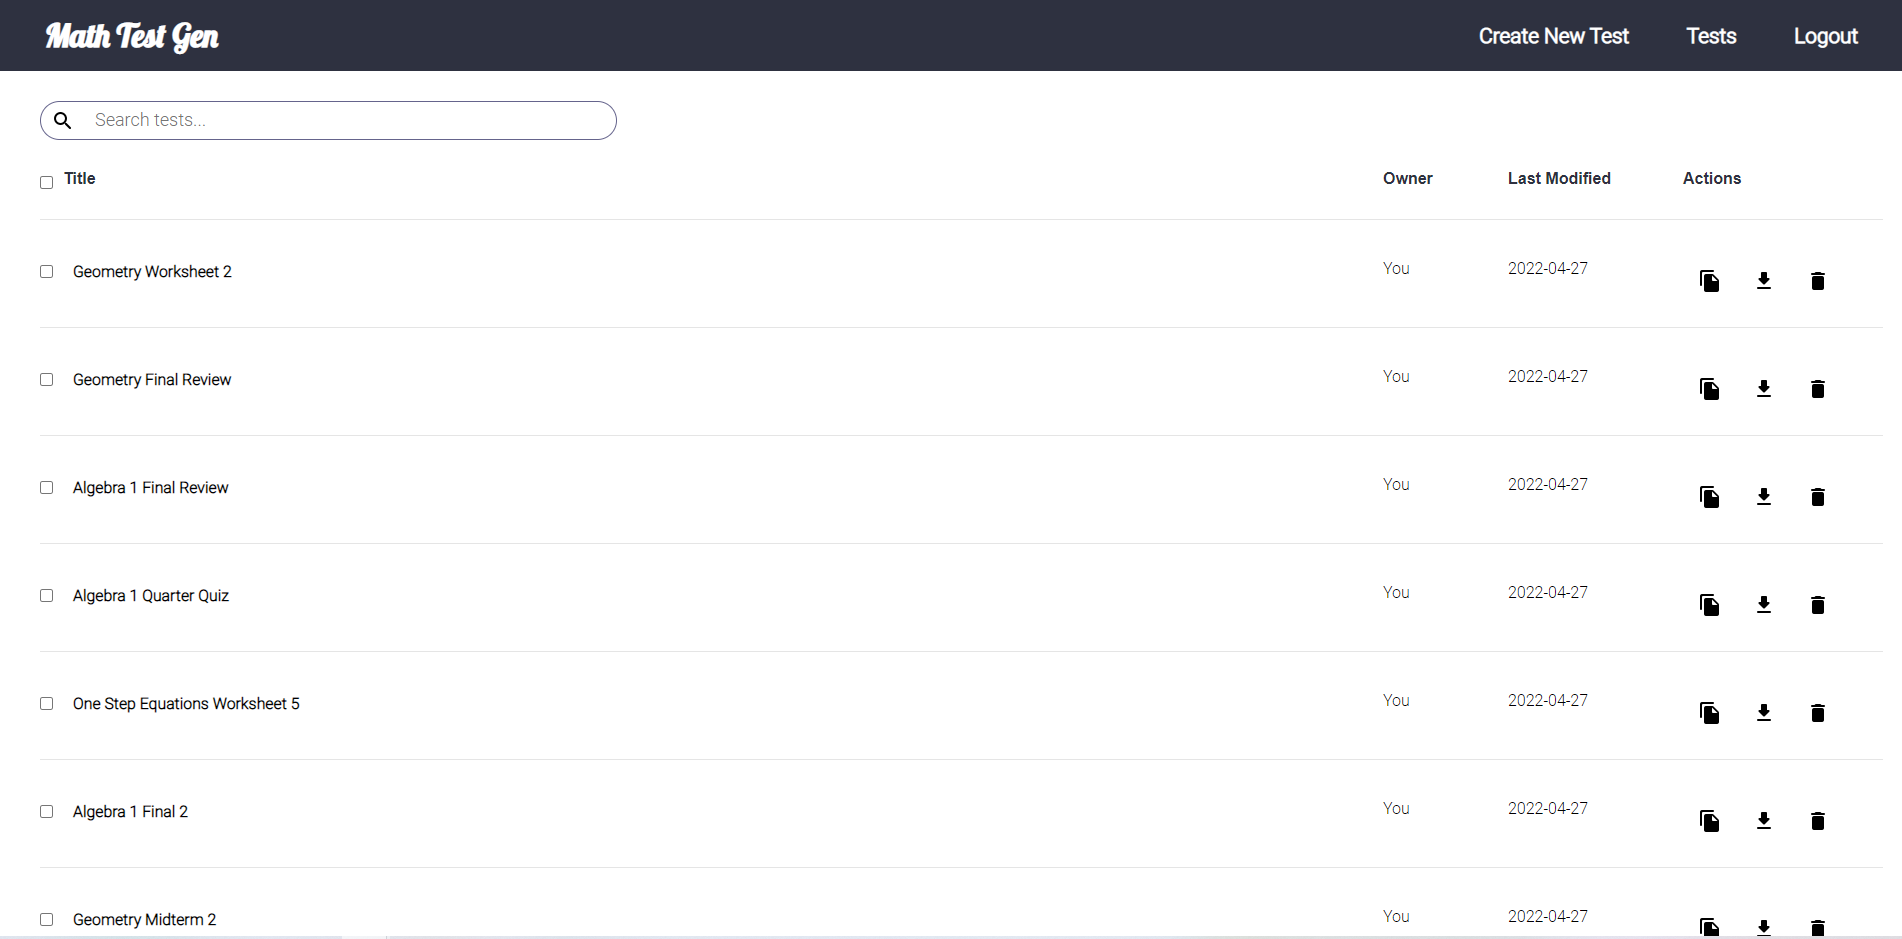 Math Test Gen Create New Test Tests Logout
Search tests...
Title Owner Last Modified Actions
Geometry Worksheet 2 You 2022-04-27
Geometry Final Review You 2022-04-27
Algebra 1 Final Review You 2022-04-27
Algebra 1 Quarter Quiz You 2022-04-27
One Step Equations Worksheet 5 You 2022-04-27
Algebra 1 Final 2 You 2022-04-27
Geometry Midterm 2 You 2022-04-27